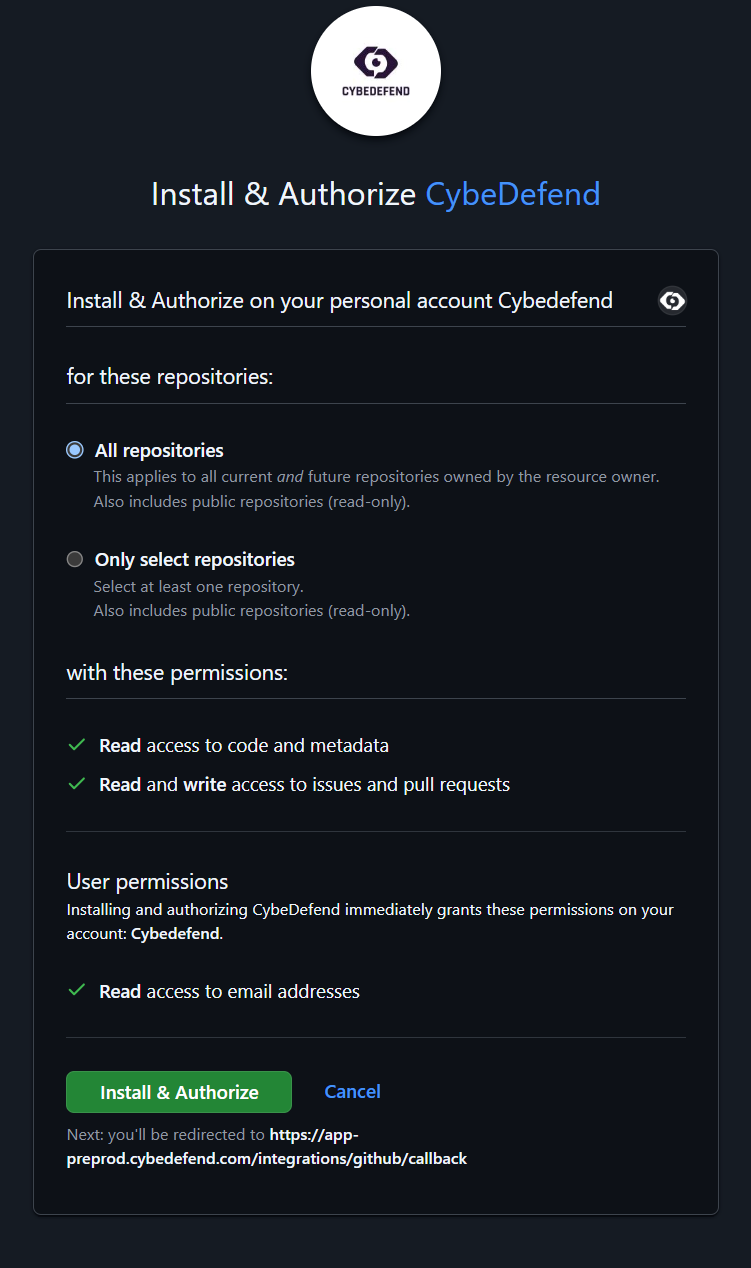 CYBEDEFEND
Install & Authorize CybeDefend
Install & Authorize on your personal account Cybedefend
for these repositories:
All repositories
This applies to all current and future repositories owned by the resource owner.
Also includes public repositories (read-only).
Only select repositories
Select at least one repository.
Also includes public repositories (read-only).
with these permissions:
Read access to code and metadata
Read and write access to issues and pull requests
User permissions
Installing and authorizing CybeDefend immediately grants these permissions on your
account: Cybedefend.
Read access to email addresses
Install & Authorize Cancel
Next: you'll be redirected to https://app-
preprod.cybedefend.com/integrations/github/callback